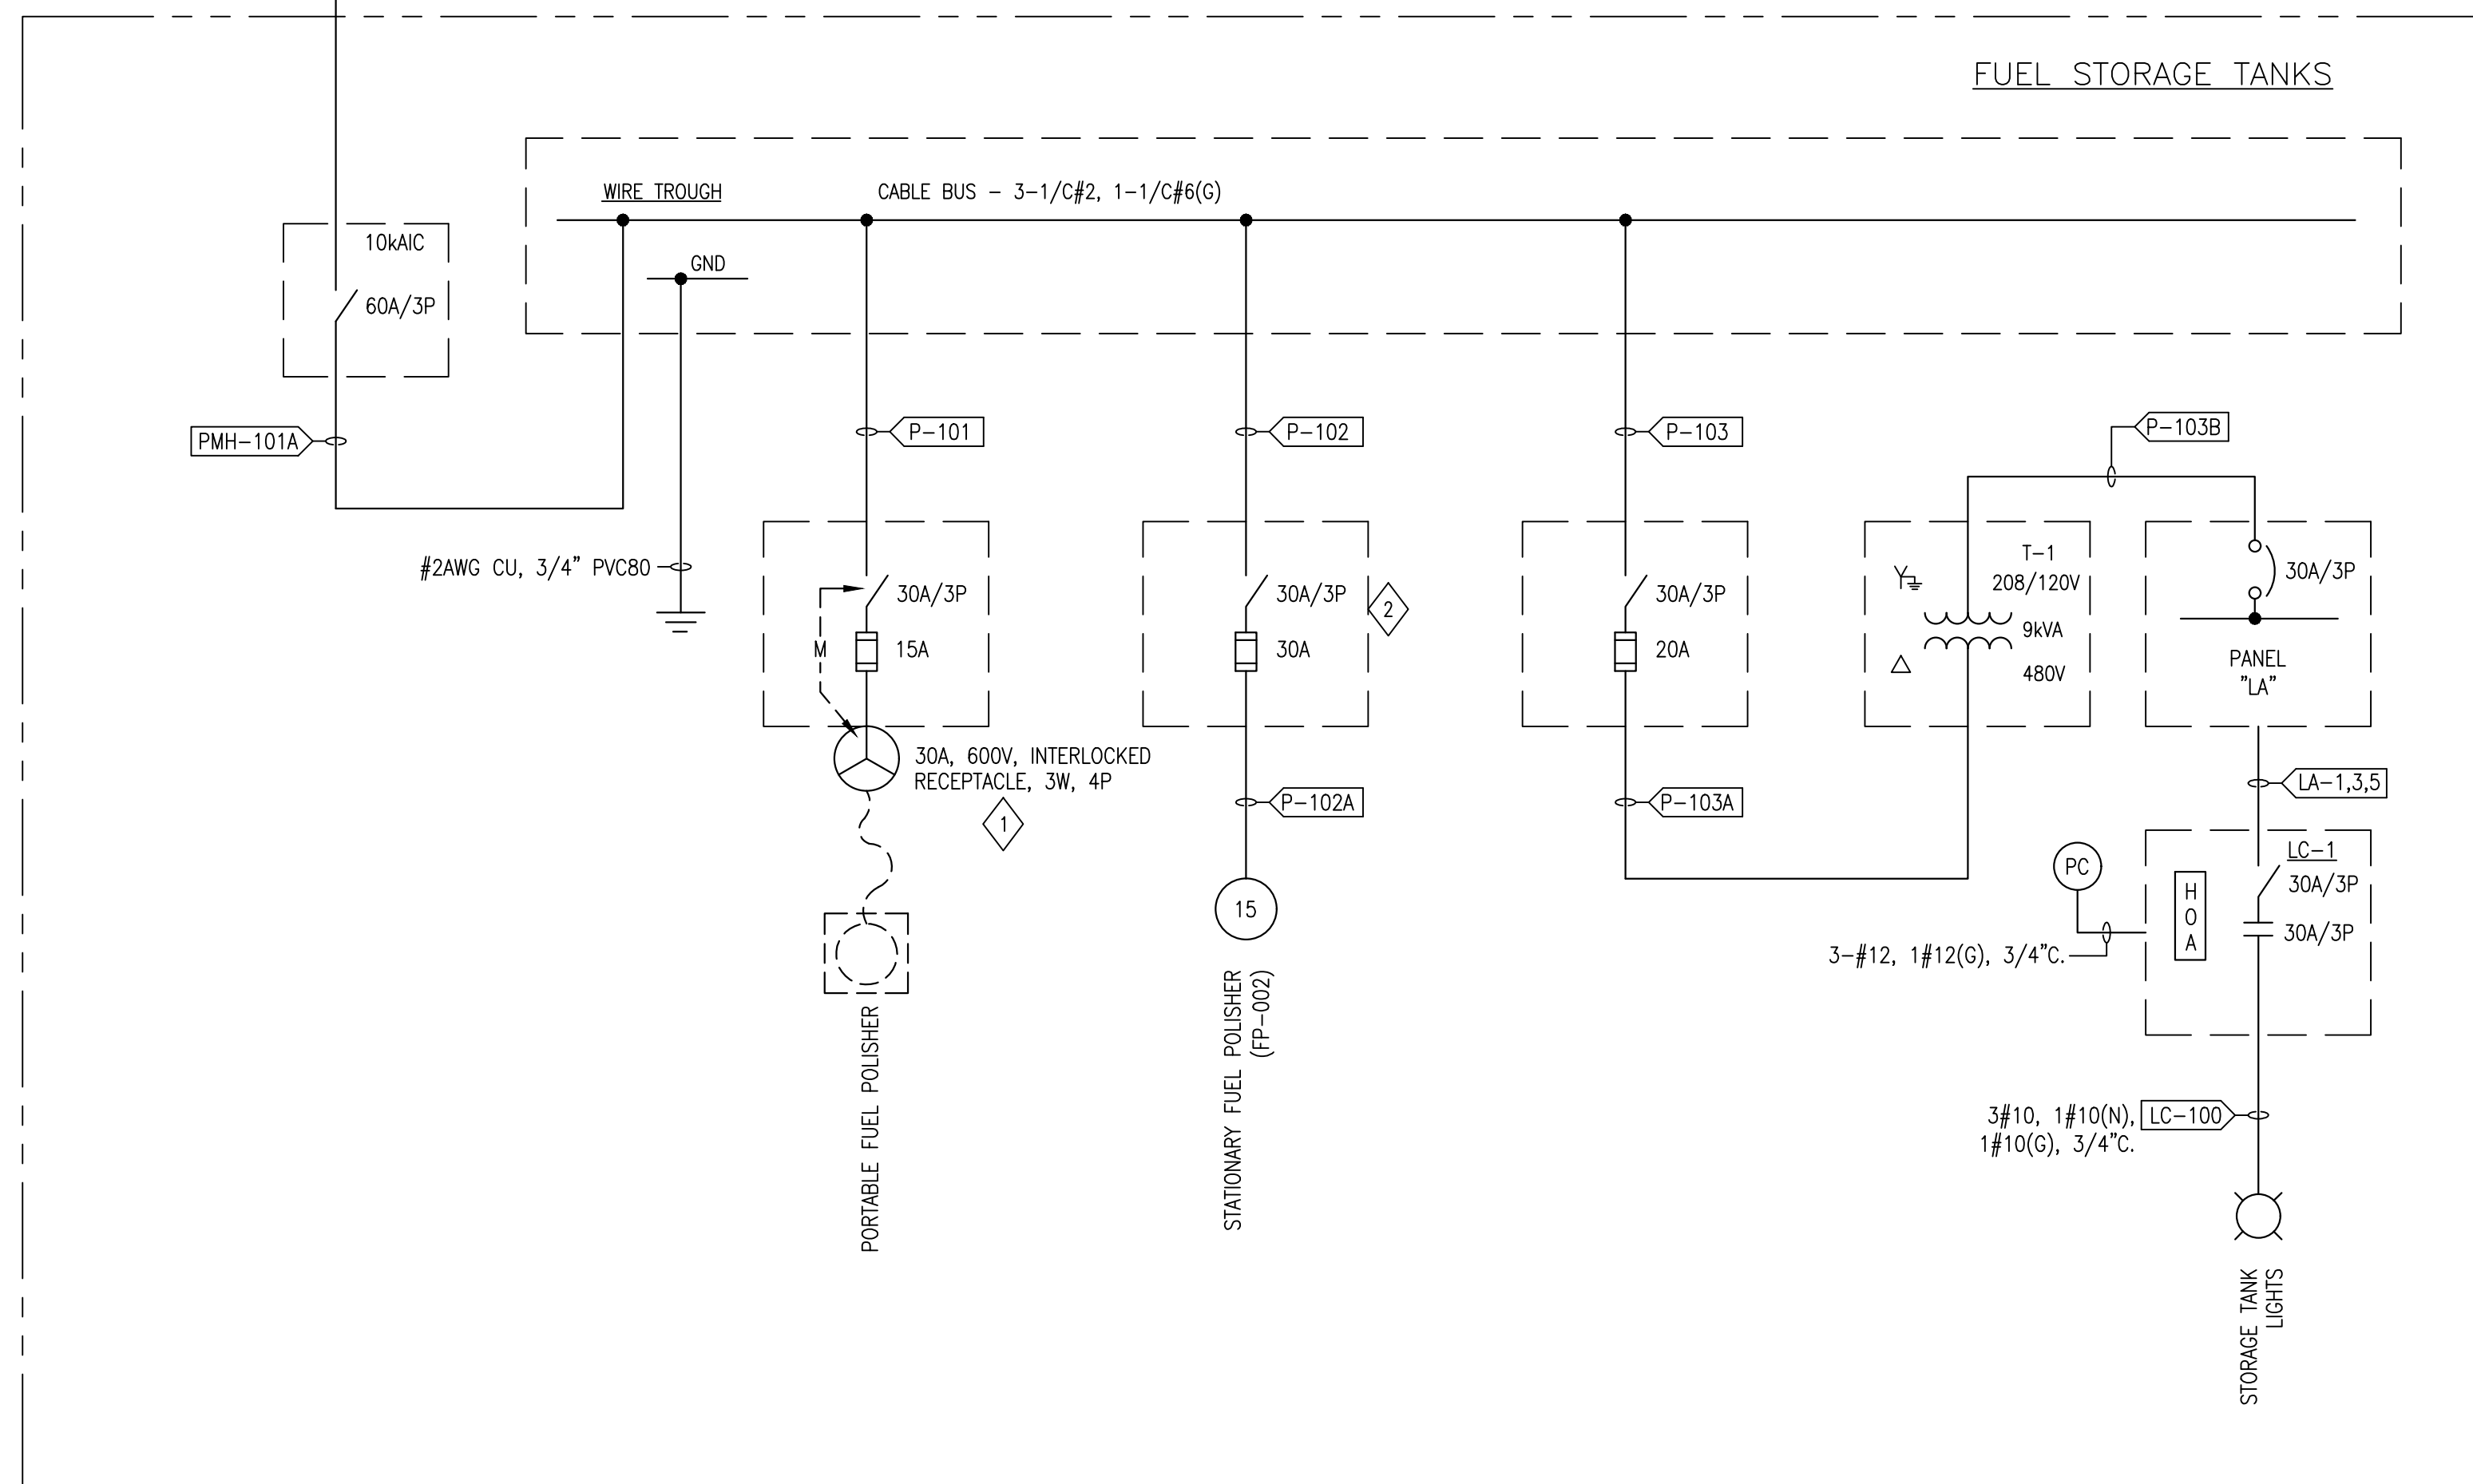 FUEL STORAGE TANKS
WIRE TROUGH
CABLE BUS - 3-1/C#2, 1-1/C#6(G)
10kAIC
60A/3P
GND
PMH-101A
P-101
P-102
P-103
P-103B
#2AWG CU, 3/4" PVC80
30A/3P
M
15A
30A/3P
30A
2
30A/3P
20A
T-1
208/120V
9kVA
480V
30A/3P
PANEL
"LA"
30A, 600V, INTERLOCKED
RECEPTACLE, 3W, 4P
1
P-102A
P-103A
LA-1,3,5
15
PC
H
O
A
LC-1
30A/3P
30A/3P
3-#12, 1#12(G), 3/4"C.
PORTABLE FUEL POLISHER
STATIONARY FUEL POLISHER
(FP-002)
3#10, 1#10(N),
1#10(G), 3/4"C.
LC-100
STORAGE TANK
LIGHTS